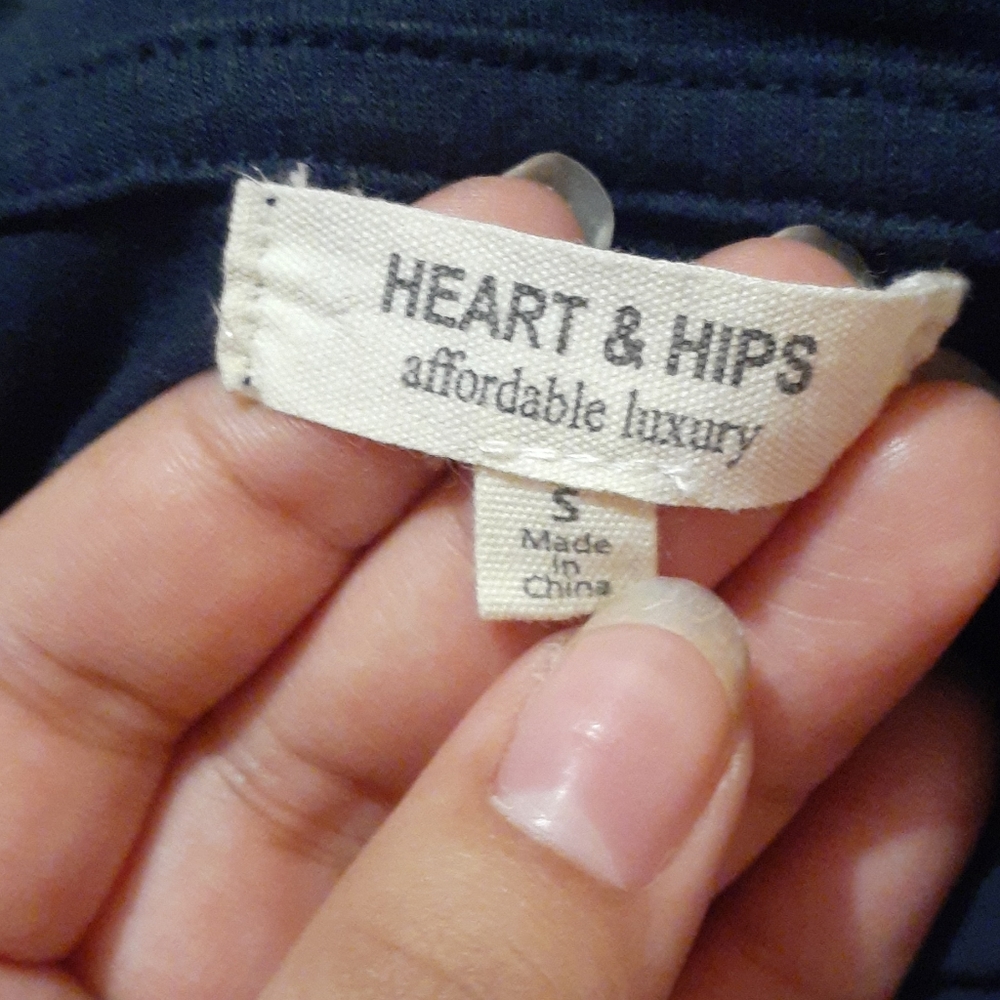 HEART & HIPS
affordable luxury
S
Made
in
China